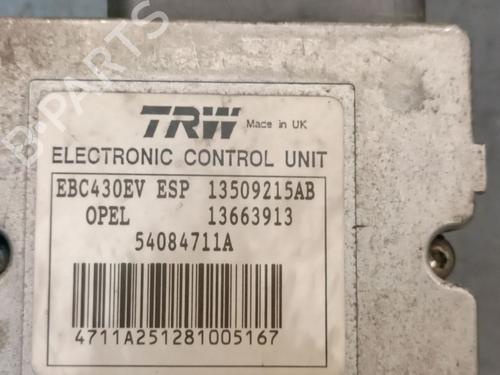 TRW Made in UK
ELECTRONIC CONTROL UNIT
EBC430EV ESP 13509215AB
OPEL 13663913
54084711A
4711A251281005167
B-PARTS